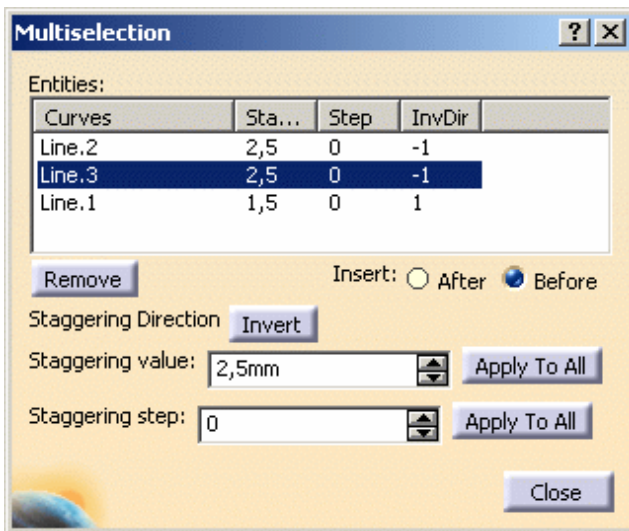 Multiselection
Entities:
Curves Sta... Step InvDir
Line.2 2,5 0 -1
Line.3 2,5 0 -1
Line.1 1,5 0 1
Remove Insert: After Before
Staggering Direction Invert
Staggering value: 2,5mm Apply To All
Staggering step: 0 Apply To All
Close